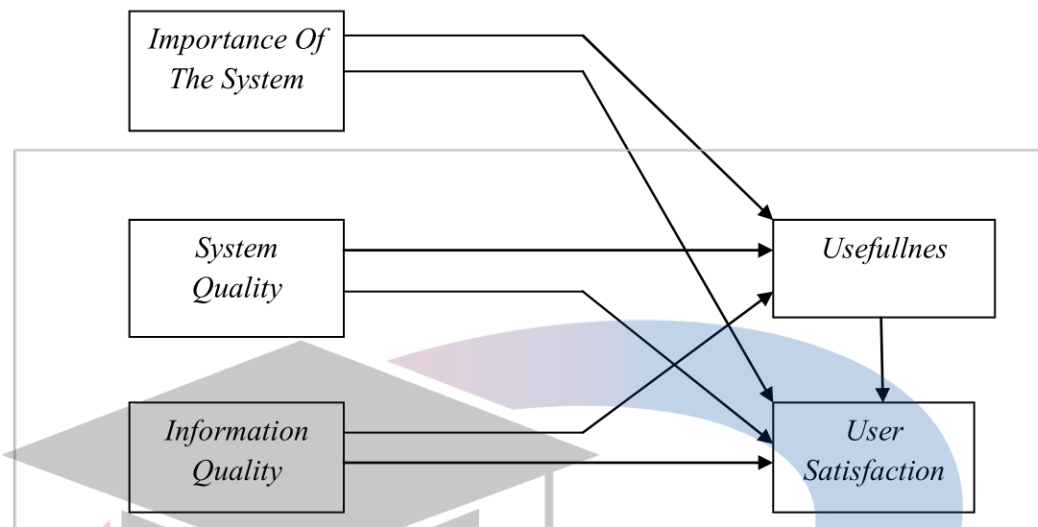 Importance Of
The System
System
Quality
Usefullnes
Information
Quality
User
Satisfaction